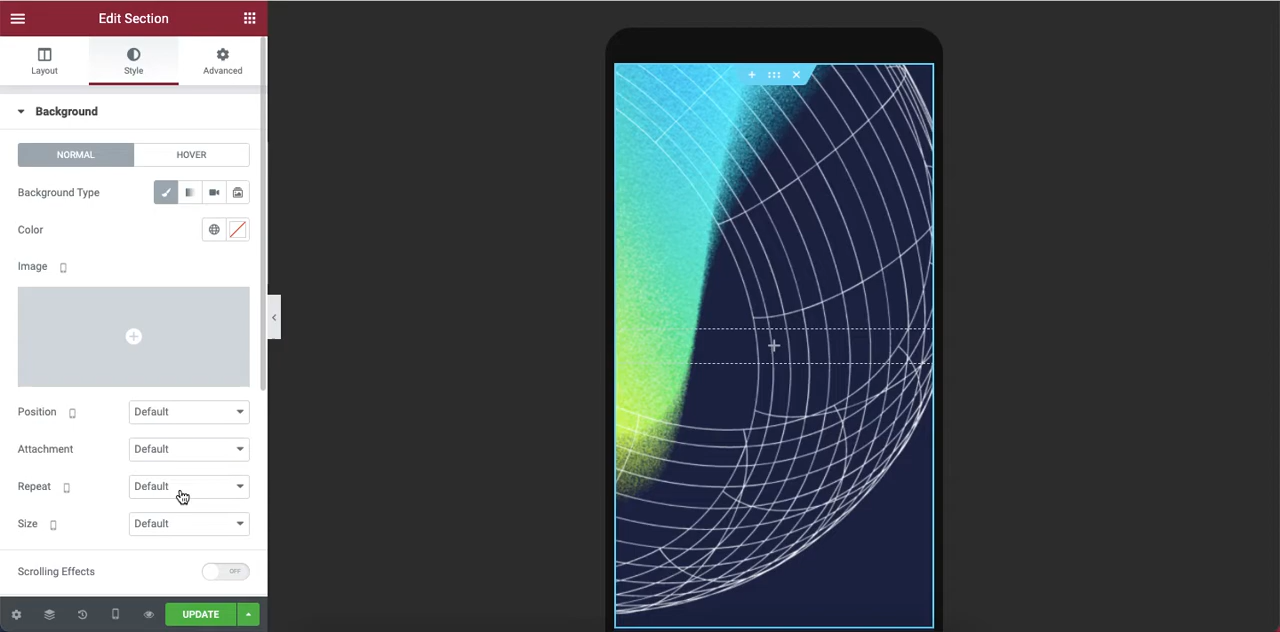 Edit Section
Layout Style Advanced
Background
NORMAL HOVER
Background Type
Color
Image
Position Default
Attachment Default
Repeat Default
Size Default
Scrolling Effects OFF
UPDATE